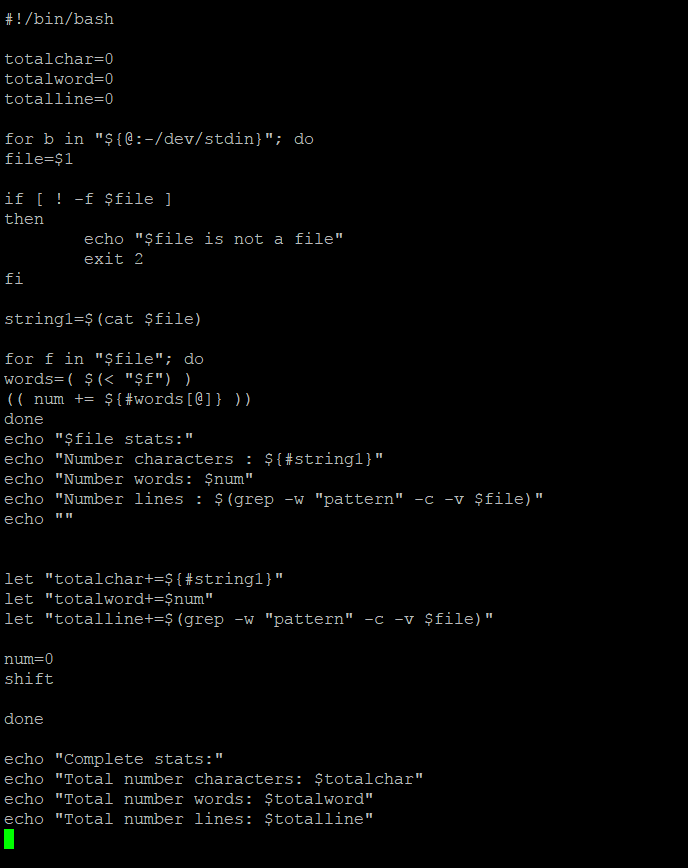 #!/bin/bash
totalchar=0
totalword=0
totalline=0
for b in "${@:-/dev/stdin}"; do
file=$1
if [ ! -f $file ]
then
echo "$file is not a file"
exit 2
fi
string1=$(cat $file)
for f in "$file"; do
words=( $(< "$f") )
(( num += ${#words[@]} ))
done
echo "$file stats:"
echo "Number characters : ${#string1}"
echo "Number words: $num"
echo "Number lines : $(grep -w "pattern" -c -v $file)"
echo ""
let "totalchar+=${#string1}"
let "totalword+=$num"
let "totalline+=$(grep -w "pattern" -c -v $file)"
num=0
shift
done
echo "Complete stats:"
echo "Total number characters: $totalchar"
echo "Total number words: $totalword"
echo "Total number lines: $totalline"